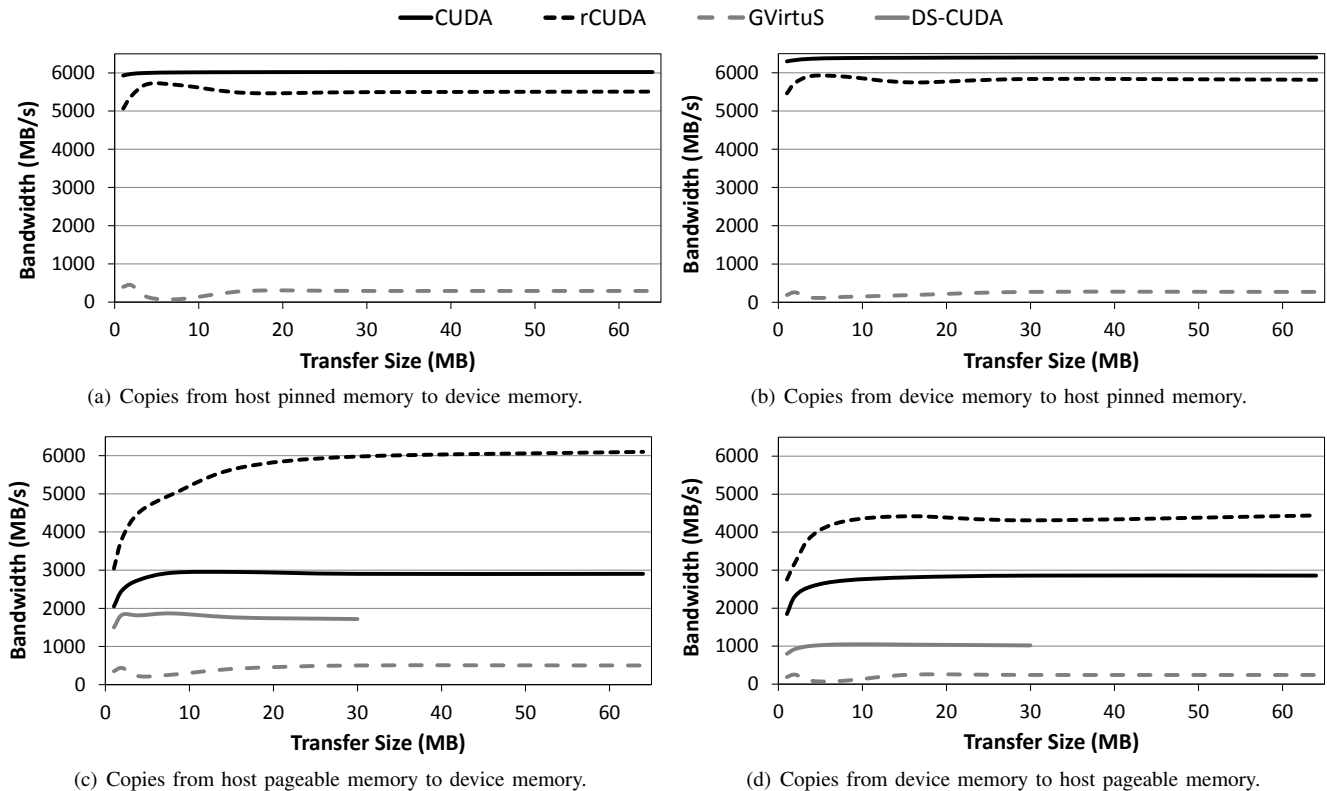 CUDA rCUDA GVirtuS DS-CUDA
Bandwidth (MB/s)
6000
5000
4000
3000
2000
1000
0
0 10 20 30 40 50 60
Transfer Size (MB)
(a) Copies from host pinned memory to device memory.
Bandwidth (MB/s)
6000
5000
4000
3000
2000
1000
0
0 10 20 30 40 50 60
Transfer Size (MB)
(b) Copies from device memory to host pinned memory.
Bandwidth (MB/s)
6000
5000
4000
3000
2000
1000
0
0 10 20 30 40 50 60
Transfer Size (MB)
(c) Copies from host pageable memory to device memory.
Bandwidth (MB/s)
6000
5000
4000
3000
2000
1000
0
0 10 20 30 40 50 60
Transfer Size (MB)
(d) Copies from device memory to host pageable memory.